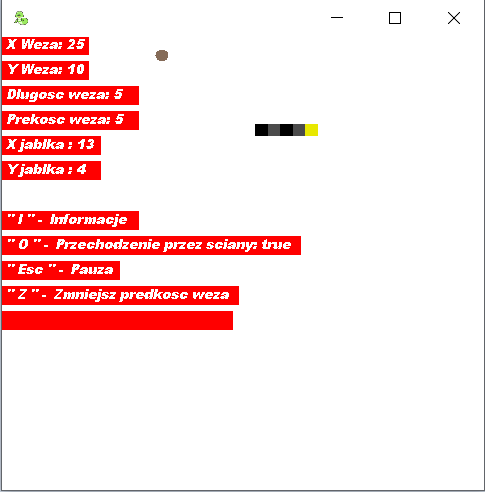 X Weza: 25
Y Weza: 10
Dlugosc weza: 5
Prekosc weza: 5
X jablka : 13
Y jablka : 4
" I " - Informacje
" O " - Przechodzenie przez sciany: true
" Esc " - Pauza
" Z " - Zmniejsz predkosc weza